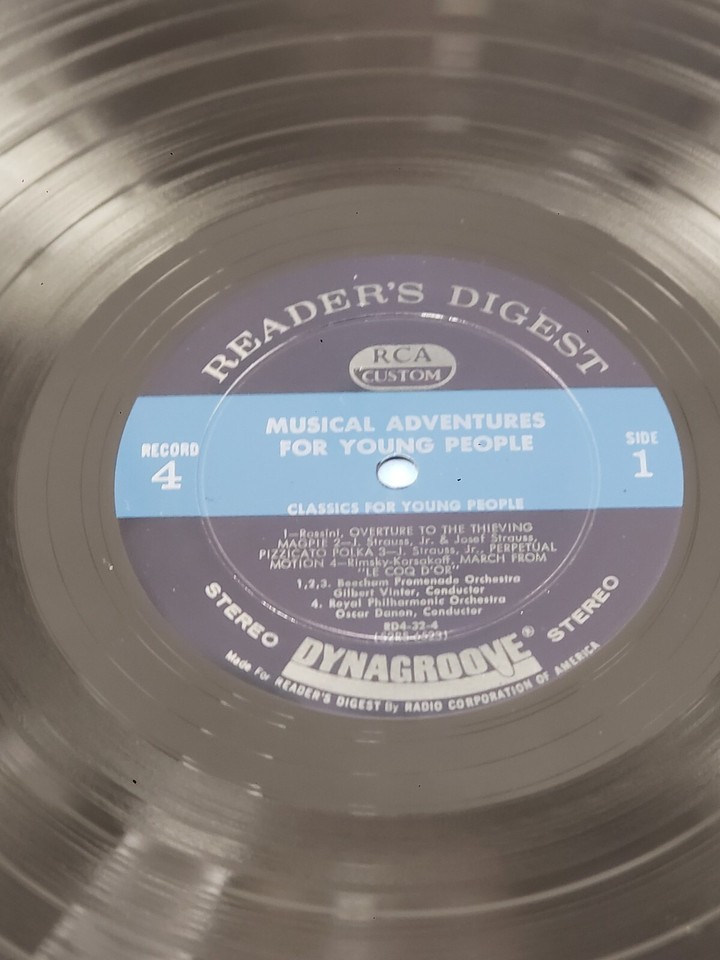 READER'S DIGEST
RCA
CUSTOM
MUSICAL ADVENTURES
FOR YOUNG PEOPLE
RECORD
4
SIDE
1
CLASSICS FOR YOUNG PEOPLE
1—Rossini, OVERTURE TO THE THIEVING
MAGPIE 2—J. Strauss, Jr. & Josef Strauss,
PIZZICATO POLKA 3—J. Strauss, Jr., PERPETUAL
MOTION 4—Rimsky-Korsakoff, MARCH FROM
"LE COQ D'OR"
1,2,3. Beecham Promenade Orchestra
Gilbert Vinter, Conductor
4. Royal Philharmonic Orchestra
Oscar Danon, Conductor
RD4-32-4
STEREO
STEREO
DYNAGROOVE®
Made For READER'S DIGEST By RADIO CORPORATION OF AMERICA